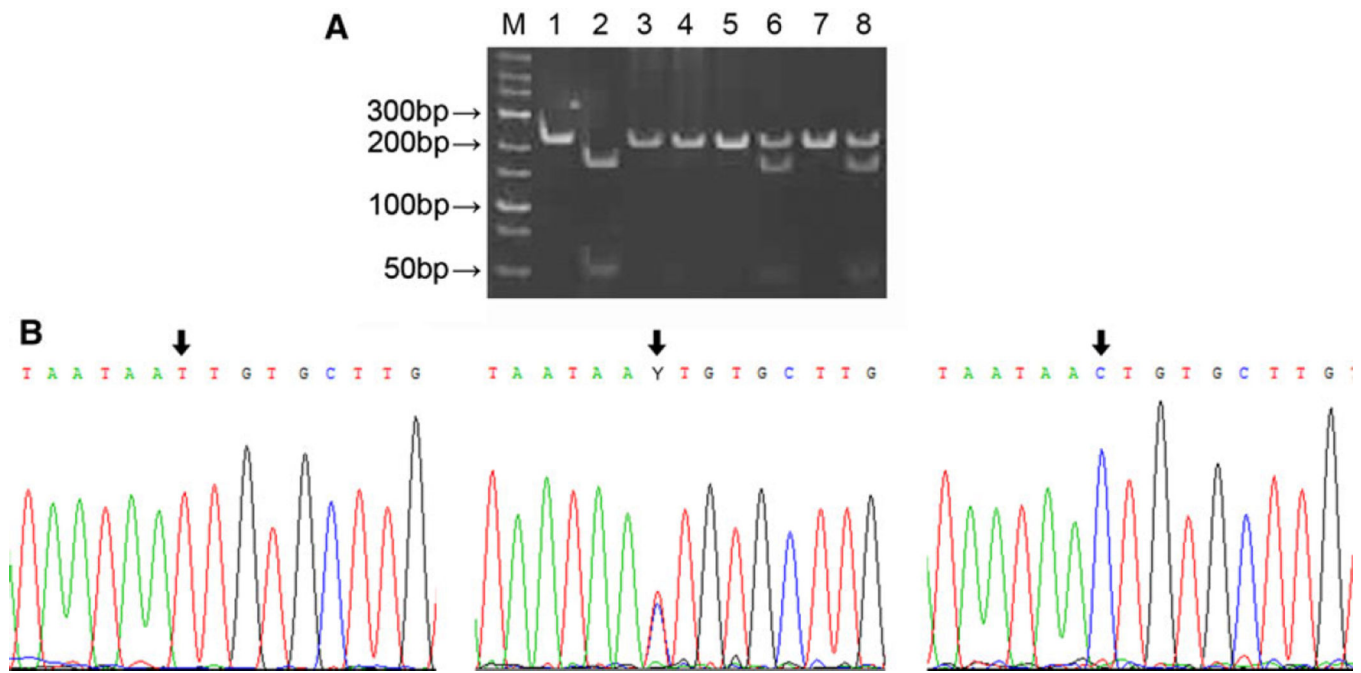 A
M 1 2 3 4 5 6 7 8
300bp→
200bp→
100bp→
50bp→
B
T A A T A A T T G T G C T T G
T A A T A A Y T G T G C T T G
T A A T A A C T G T G C T T G T